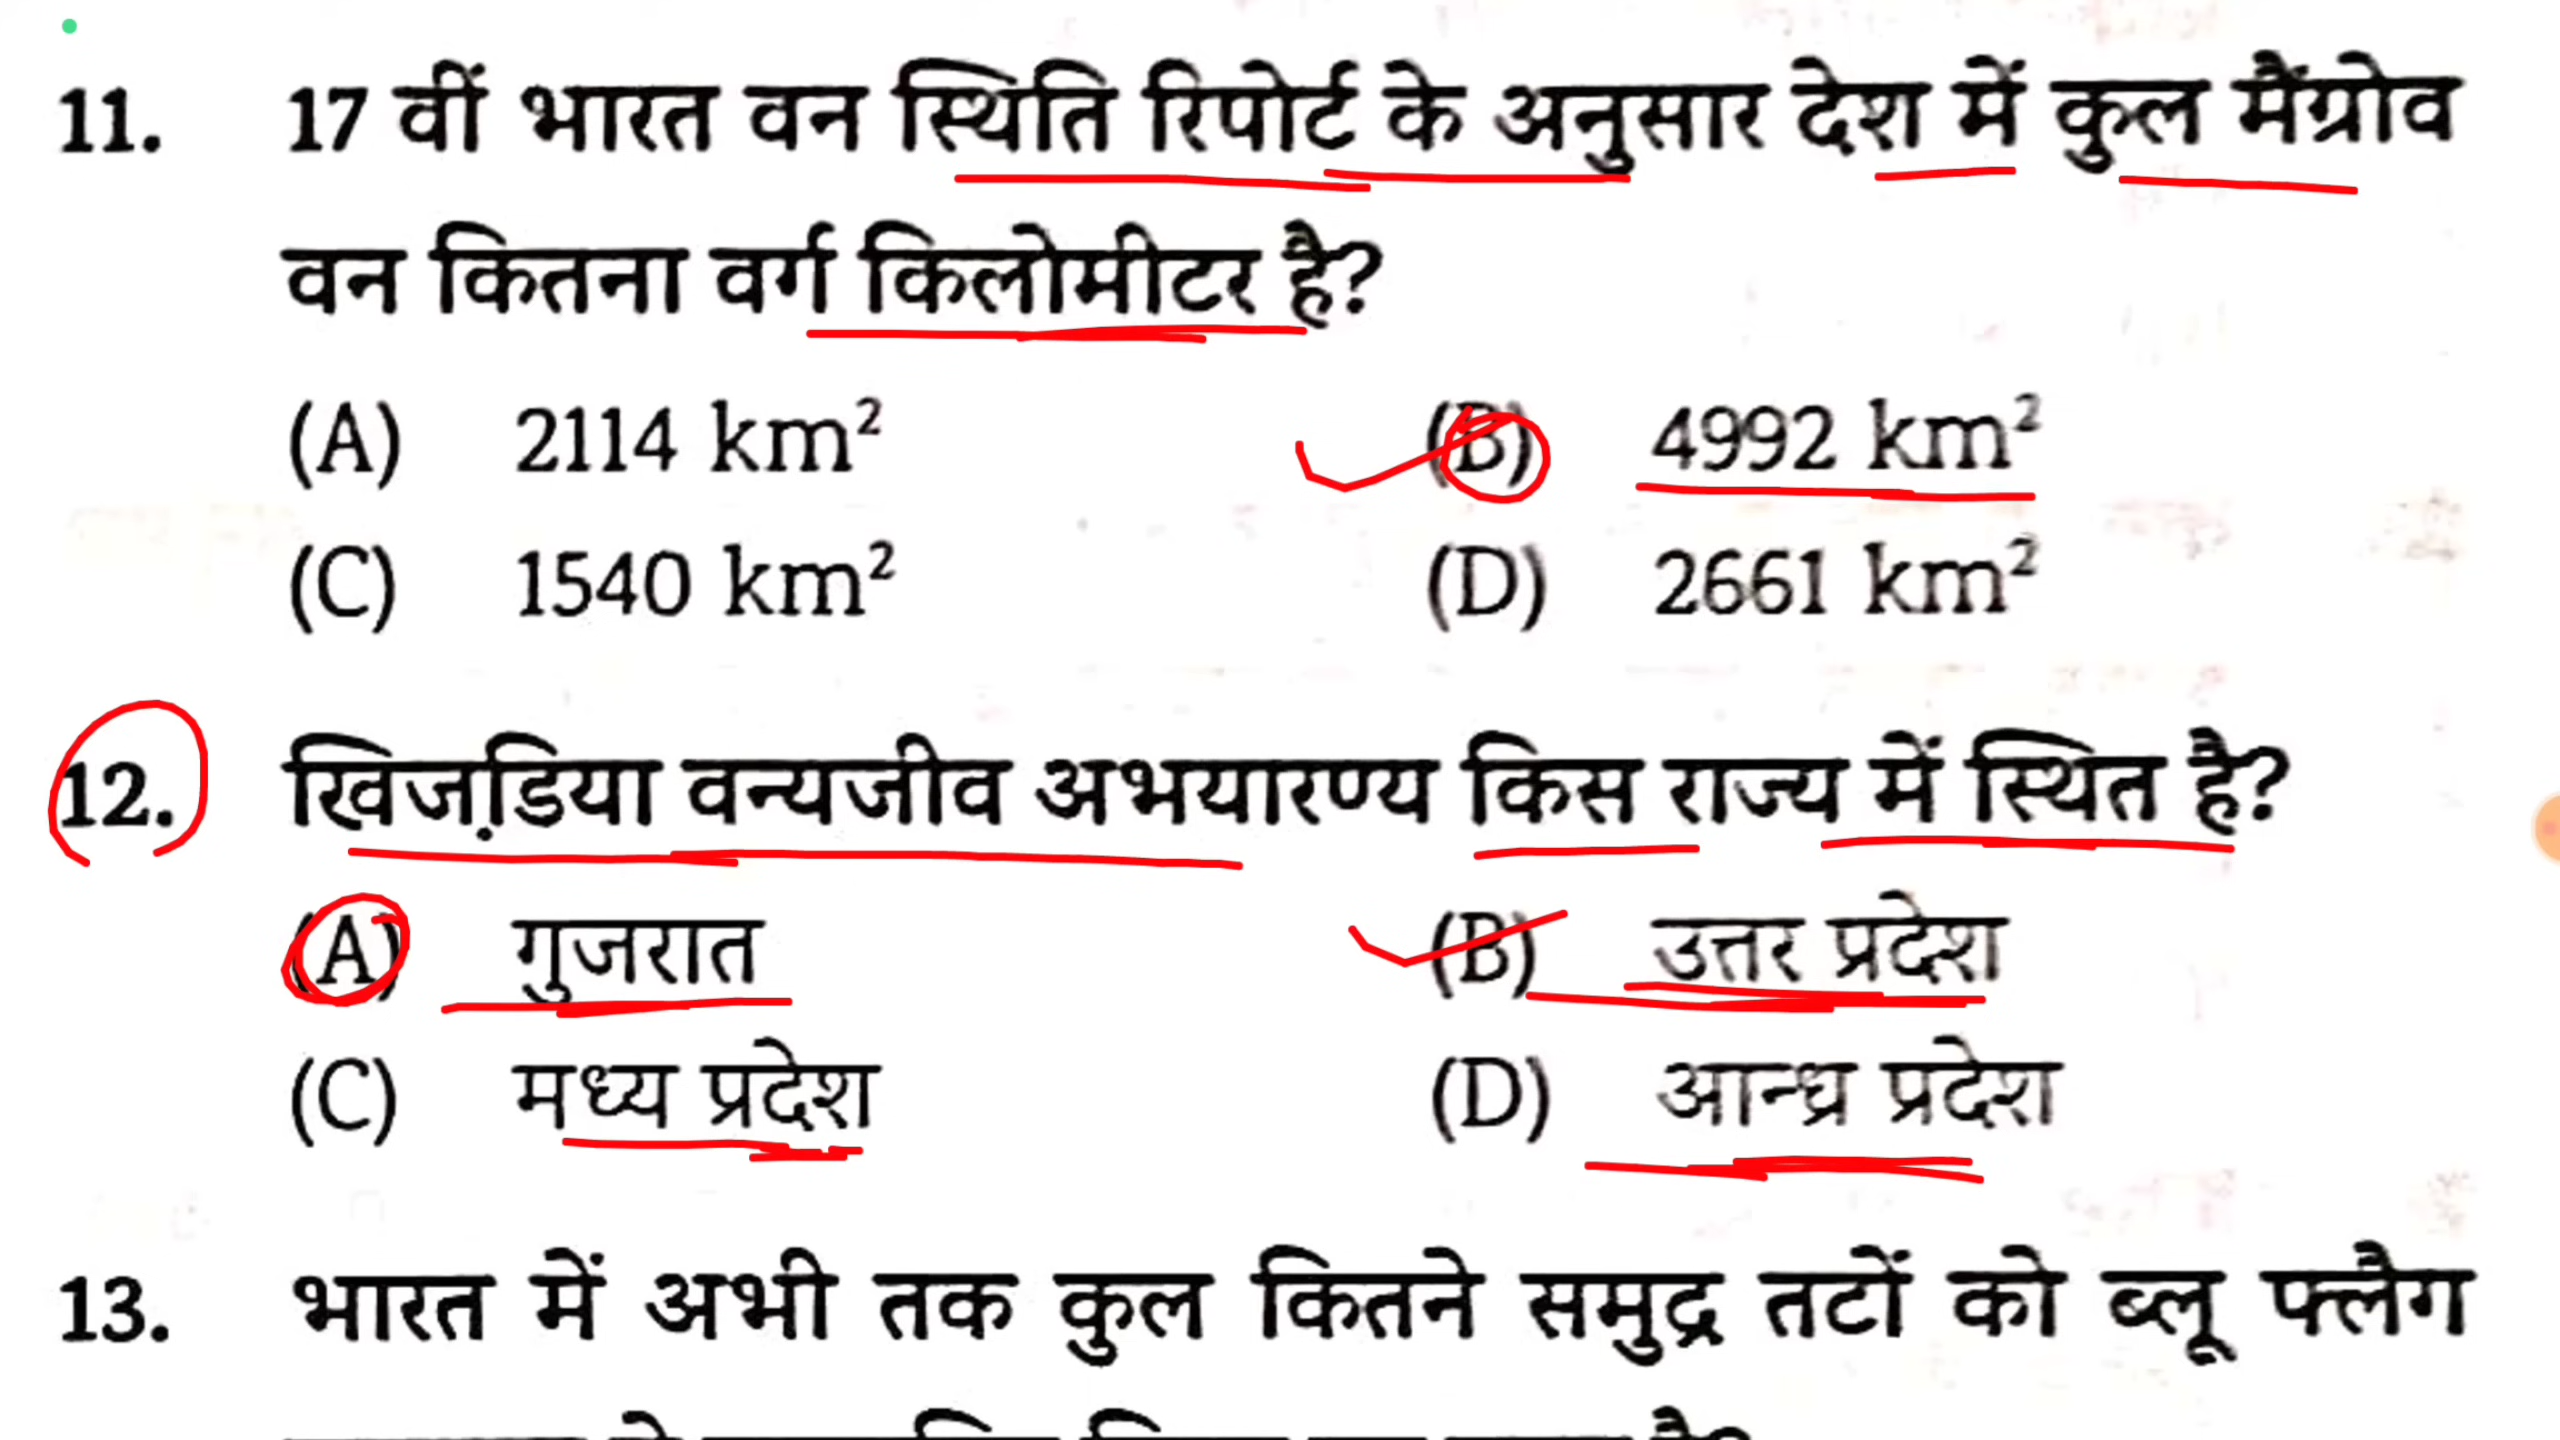 11. 17 वीं भारत वन स्थिति रिपोर्ट के अनुसार देश में कुल मैंग्रोव
वन कितना वर्ग किलोमीटर है?
(A) 2114 km² (B) 4992 km²
(C) 1540 km² (D) 2661 km²
12. खिजड़िया वन्यजीव अभयारण्य किस राज्य में स्थित है?
(A) गुजरात (B) उत्तर प्रदेश
(C) मध्य प्रदेश (D) आन्ध्र प्रदेश
13. भारत में अभी तक कुल कितने समुद्र तटों को ब्लू फ्लैग